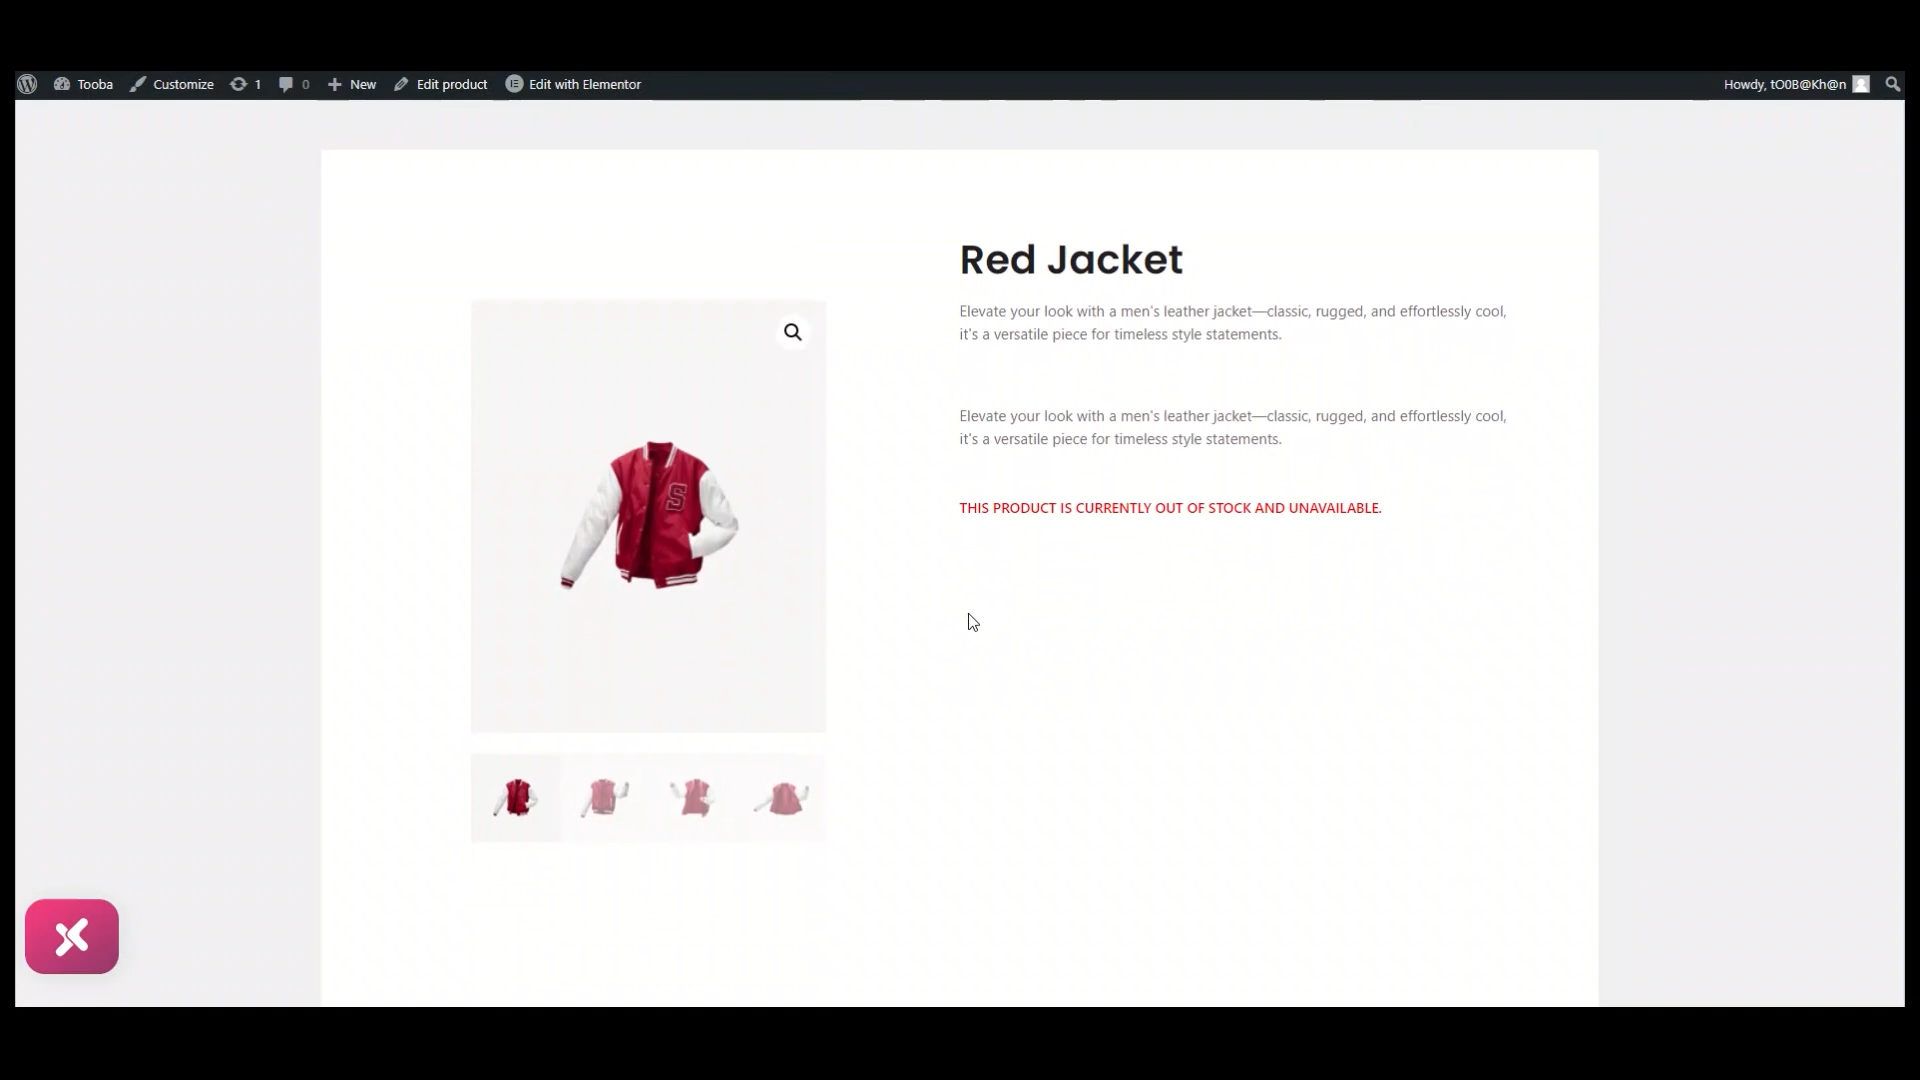 Tooba
Customize
1
0
New
Edit product
Edit with Elementor
Howdy, tO0B@Kh@n
Red Jacket
Elevate your look with a men's leather jacket—classic, rugged, and effortlessly cool,
it's a versatile piece for timeless style statements.
Elevate your look with a men's leather jacket—classic, rugged, and effortlessly cool,
it's a versatile piece for timeless style statements.
THIS PRODUCT IS CURRENTLY OUT OF STOCK AND UNAVAILABLE.
S